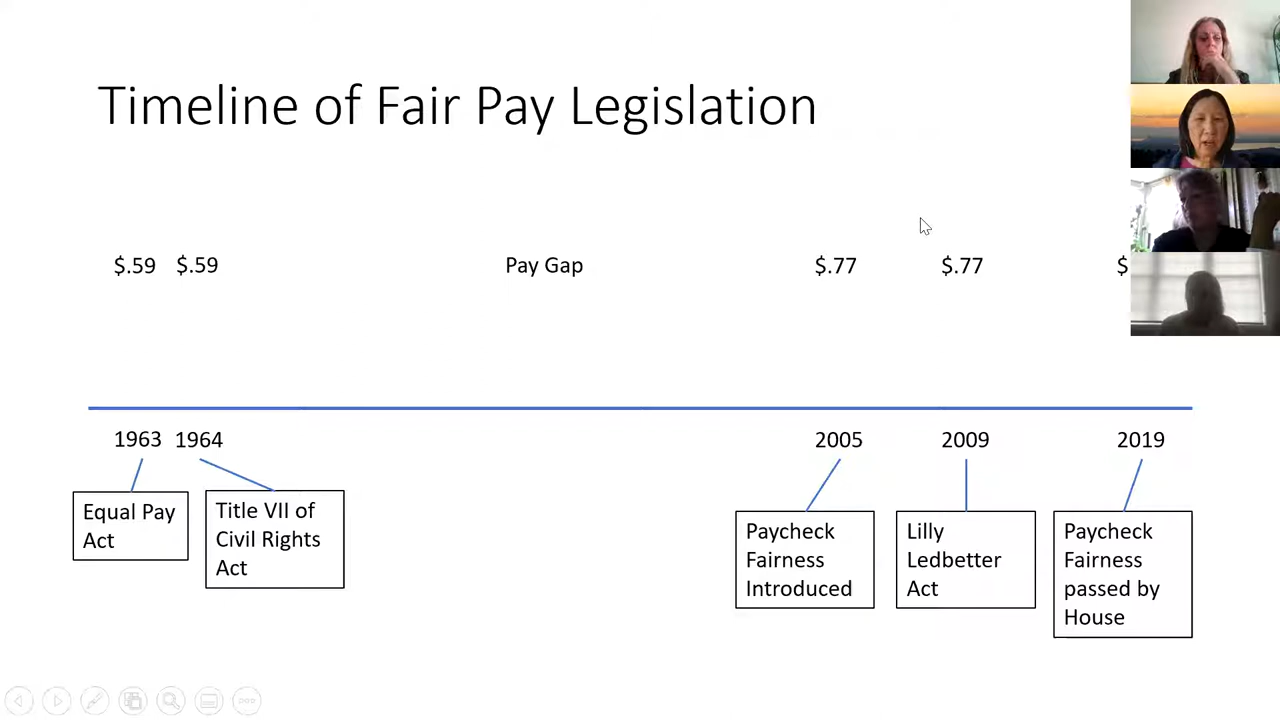 Timeline of Fair Pay Legislation
$.59 $.59 Pay Gap $.77 $.77 $
1963 1964 2005 2009 2019
Equal Pay
Act
Title VII of
Civil Rights
Act
Paycheck
Fairness
Introduced
Lilly
Ledbetter
Act
Paycheck
Fairness
passed by
House